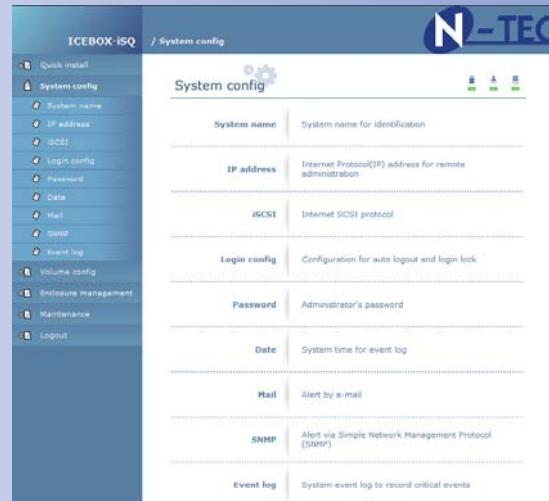 ICEBOX-iSQ
/ System config
N-TEC
Quick install
System config
System name
IP address
iSCSI
Login config
Password
Date
Mail
SNMP
Event log
Volume config
Enclosure management
Maintenance
Logout
System config
System name
System name for identification
IP address
Internet Protocol(IP) address for remote
administration
iSCSI
Internet SCSI protocol
Login config
Configuration for auto logout and login lock
Password
Administrator's password
Date
System time for event log
Mail
Alert by e-mail
SNMP
Alert via Simple Network Management Protocol
(SNMP)
Event log
System event log to record critical events